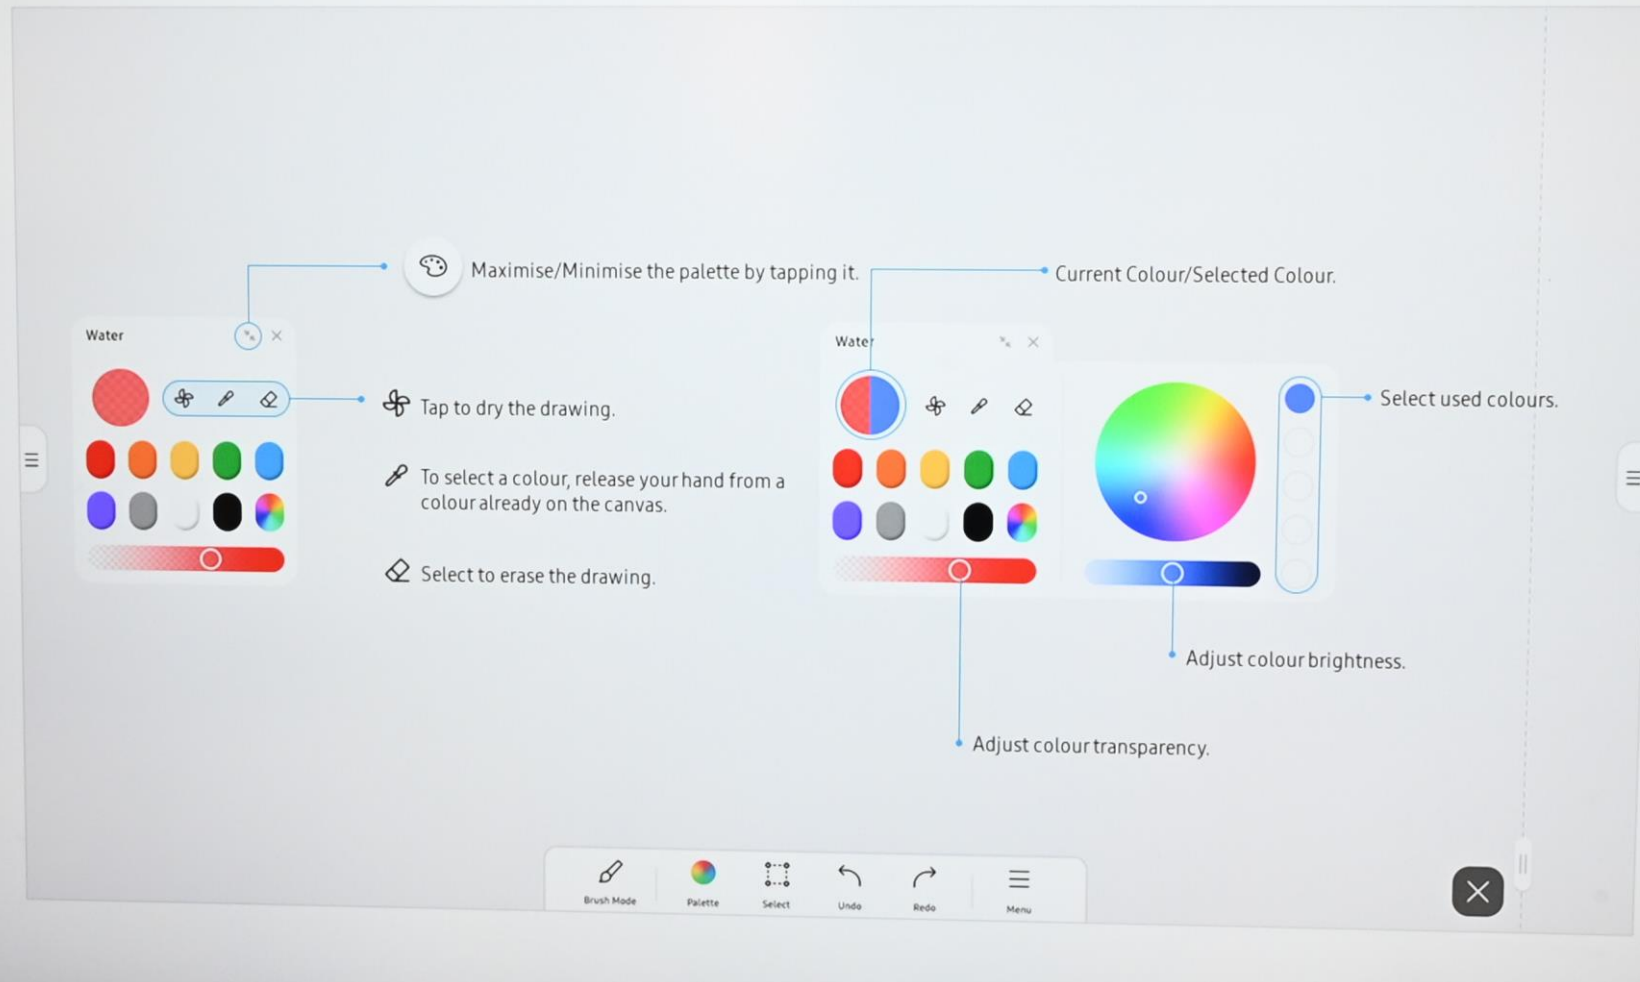 Maximise/Minimise the palette by tapping it.
Current Colour/Selected Colour.
Water
Tap to dry the drawing.
To select a colour, release your hand from a
colour already on the canvas.
Select to erase the drawing.
Water
Select used colours.
Adjust colour brightness.
Adjust colour transparency.
Brush Mode
Palette
Select
Undo
Redo
Menu